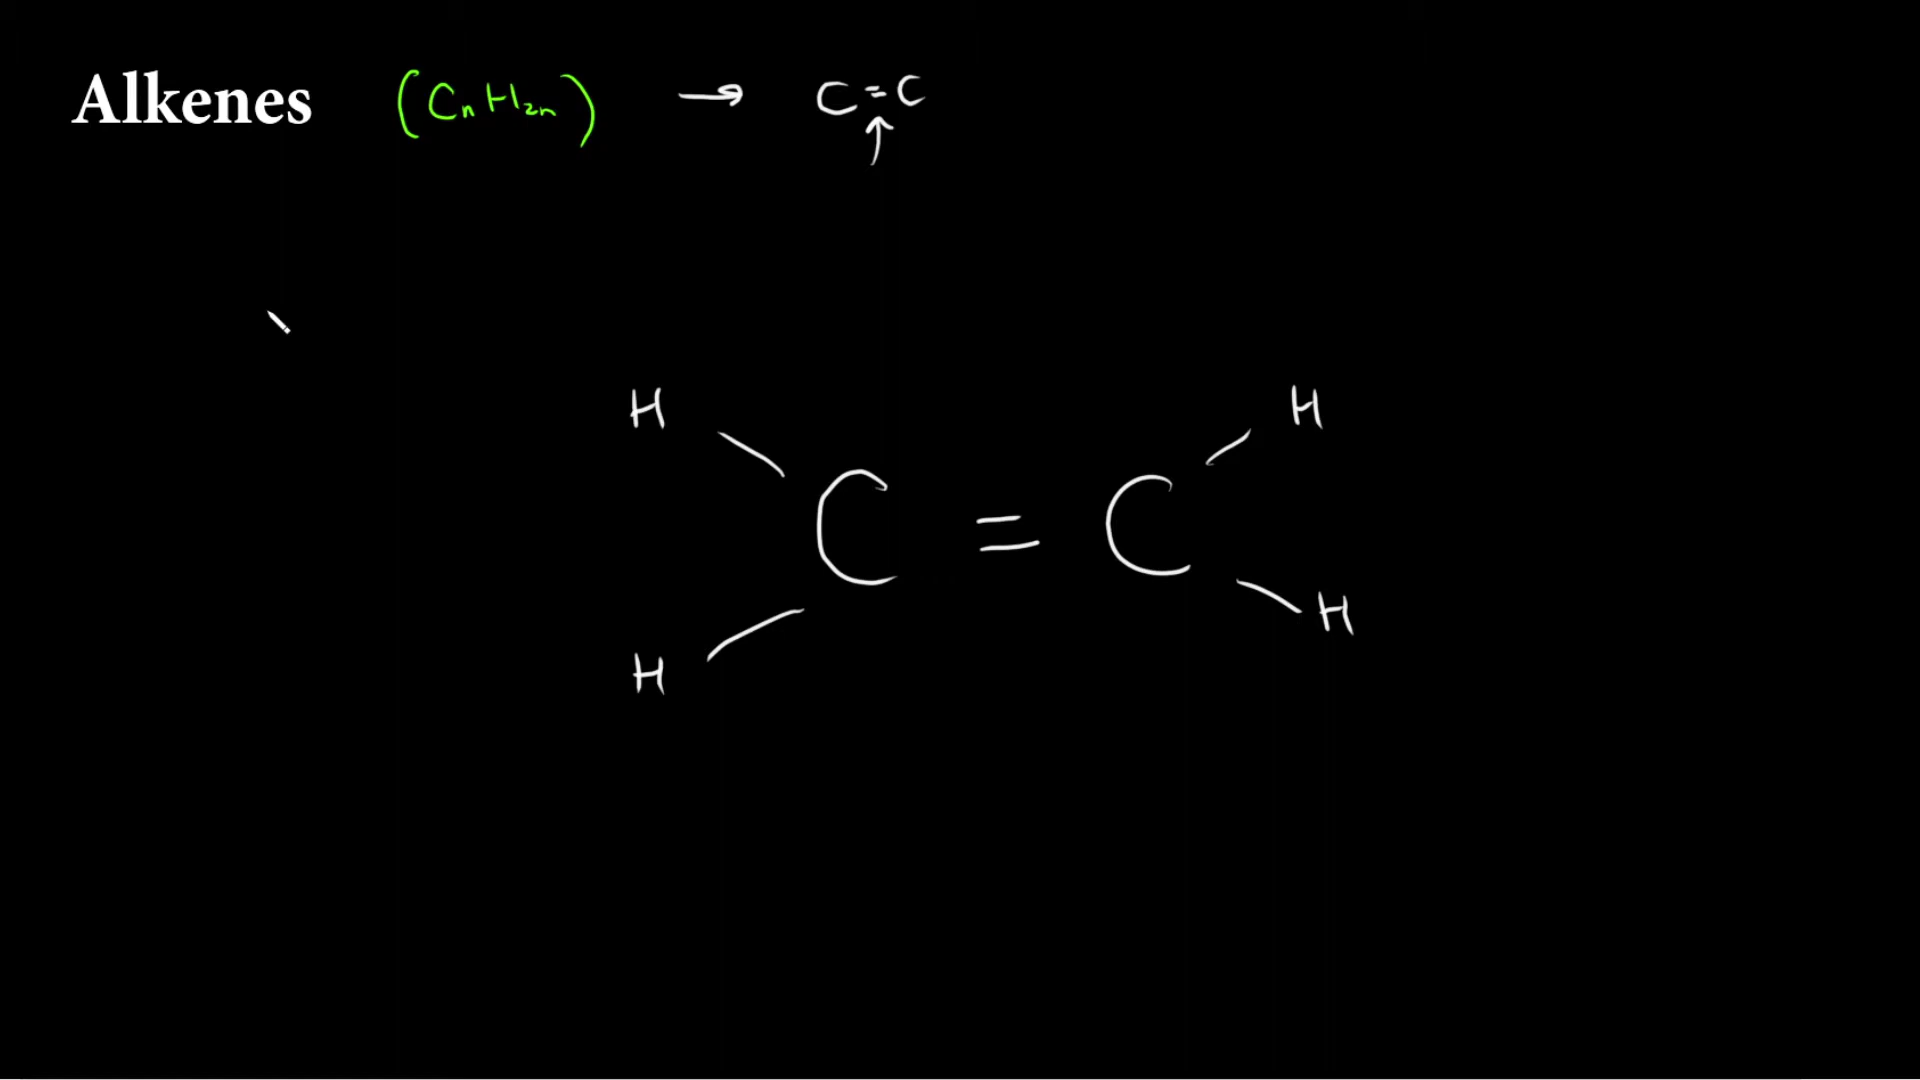 Alkenes (CnH2n) → C=C
↑
H H
C = C
H
H